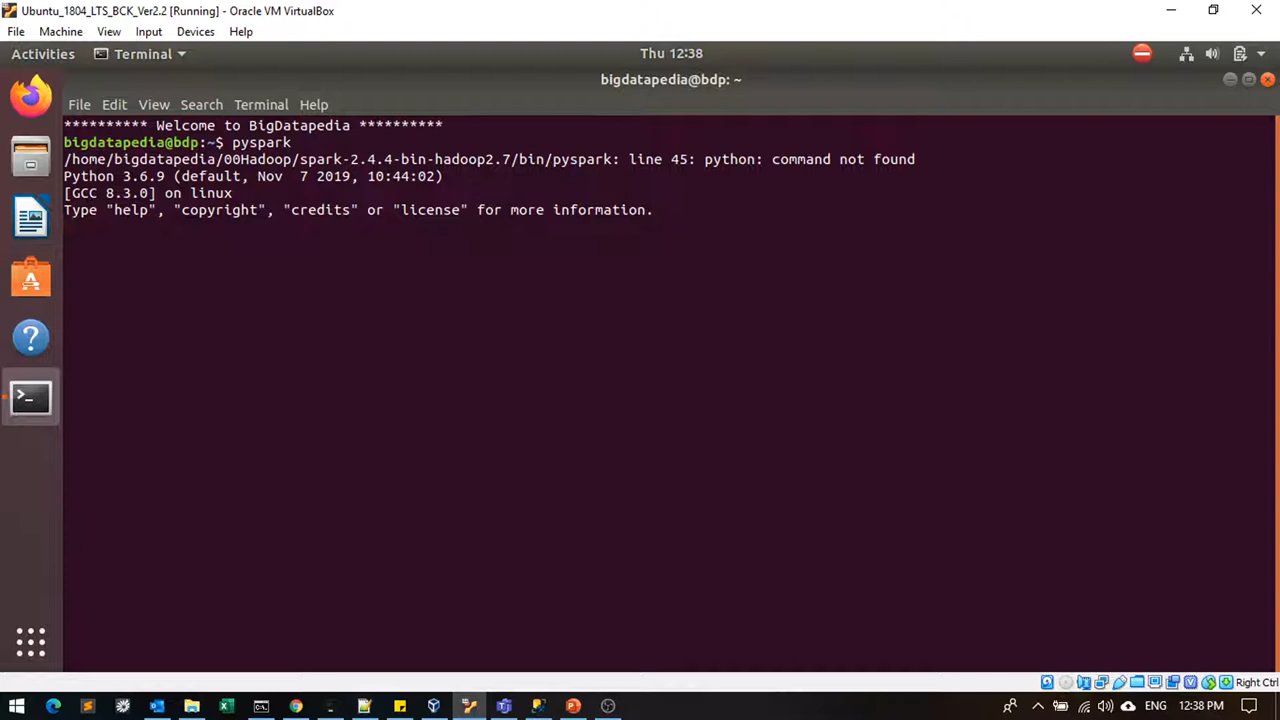 Ubuntu_1804_LTS_BCK_Ver2.2 [Running] - Oracle VM VirtualBox
File Machine View Input Devices Help
Activities Terminal Thu 12:38
bigdatapedia@bdp: ~
File Edit View Search Terminal Help
********** Welcome to BigDatapedia **********
bigdatapedia@bdp:~$ pyspark
/home/bigdatapedia/00Hadoop/spark-2.4.4-bin-hadoop2.7/bin/pyspark: line 45: python: command not found
Python 3.6.9 (default, Nov  7 2019, 10:44:02)
[GCC 8.3.0] on linux
Type "help", "copyright", "credits" or "license" for more information.
Right Ctrl
ENG 12:38 PM